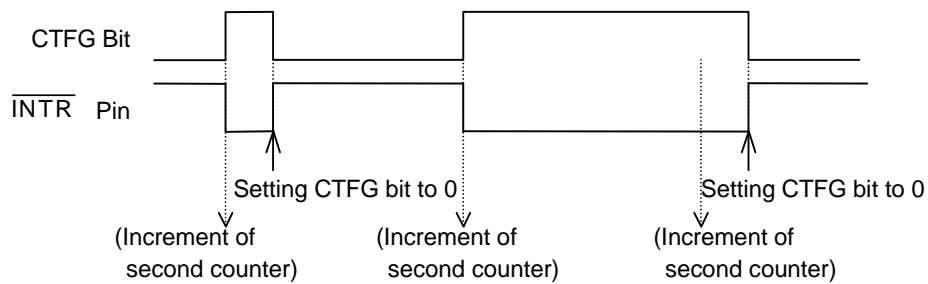 CTFG Bit
INTR Pin
Setting CTFG bit to 0
Setting CTFG bit to 0
(Increment of
second counter)
(Increment of
second counter)
(Increment of
second counter)